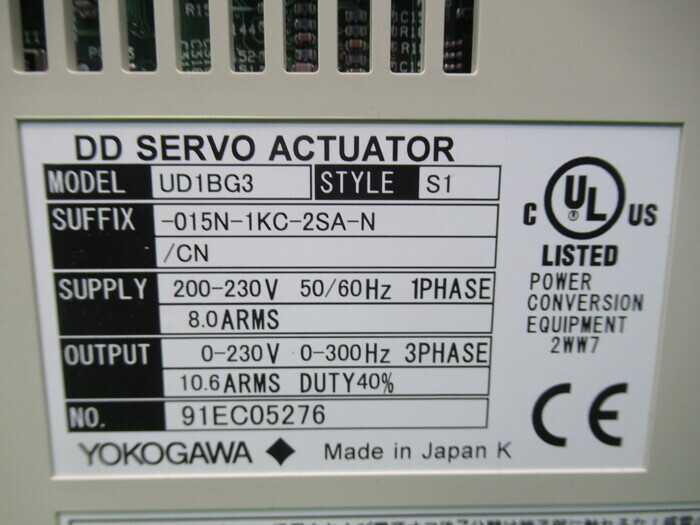 DD SERVO ACTUATOR
MODEL UD1BG3 STYLE S1
SUFFIX -015N-1KC-2SA-N
/CN
SUPPLY 200-230V 50/60Hz 1PHASE
8.0ARMS
OUTPUT 0-230V 0-300Hz 3PHASE
10.6ARMS DUTY40%
NO. 91EC05276
YOKOGAWA Made in Japan K
C UL ® US
LISTED
POWER
CONVERSION
EQUIPMENT
2WW7
CE